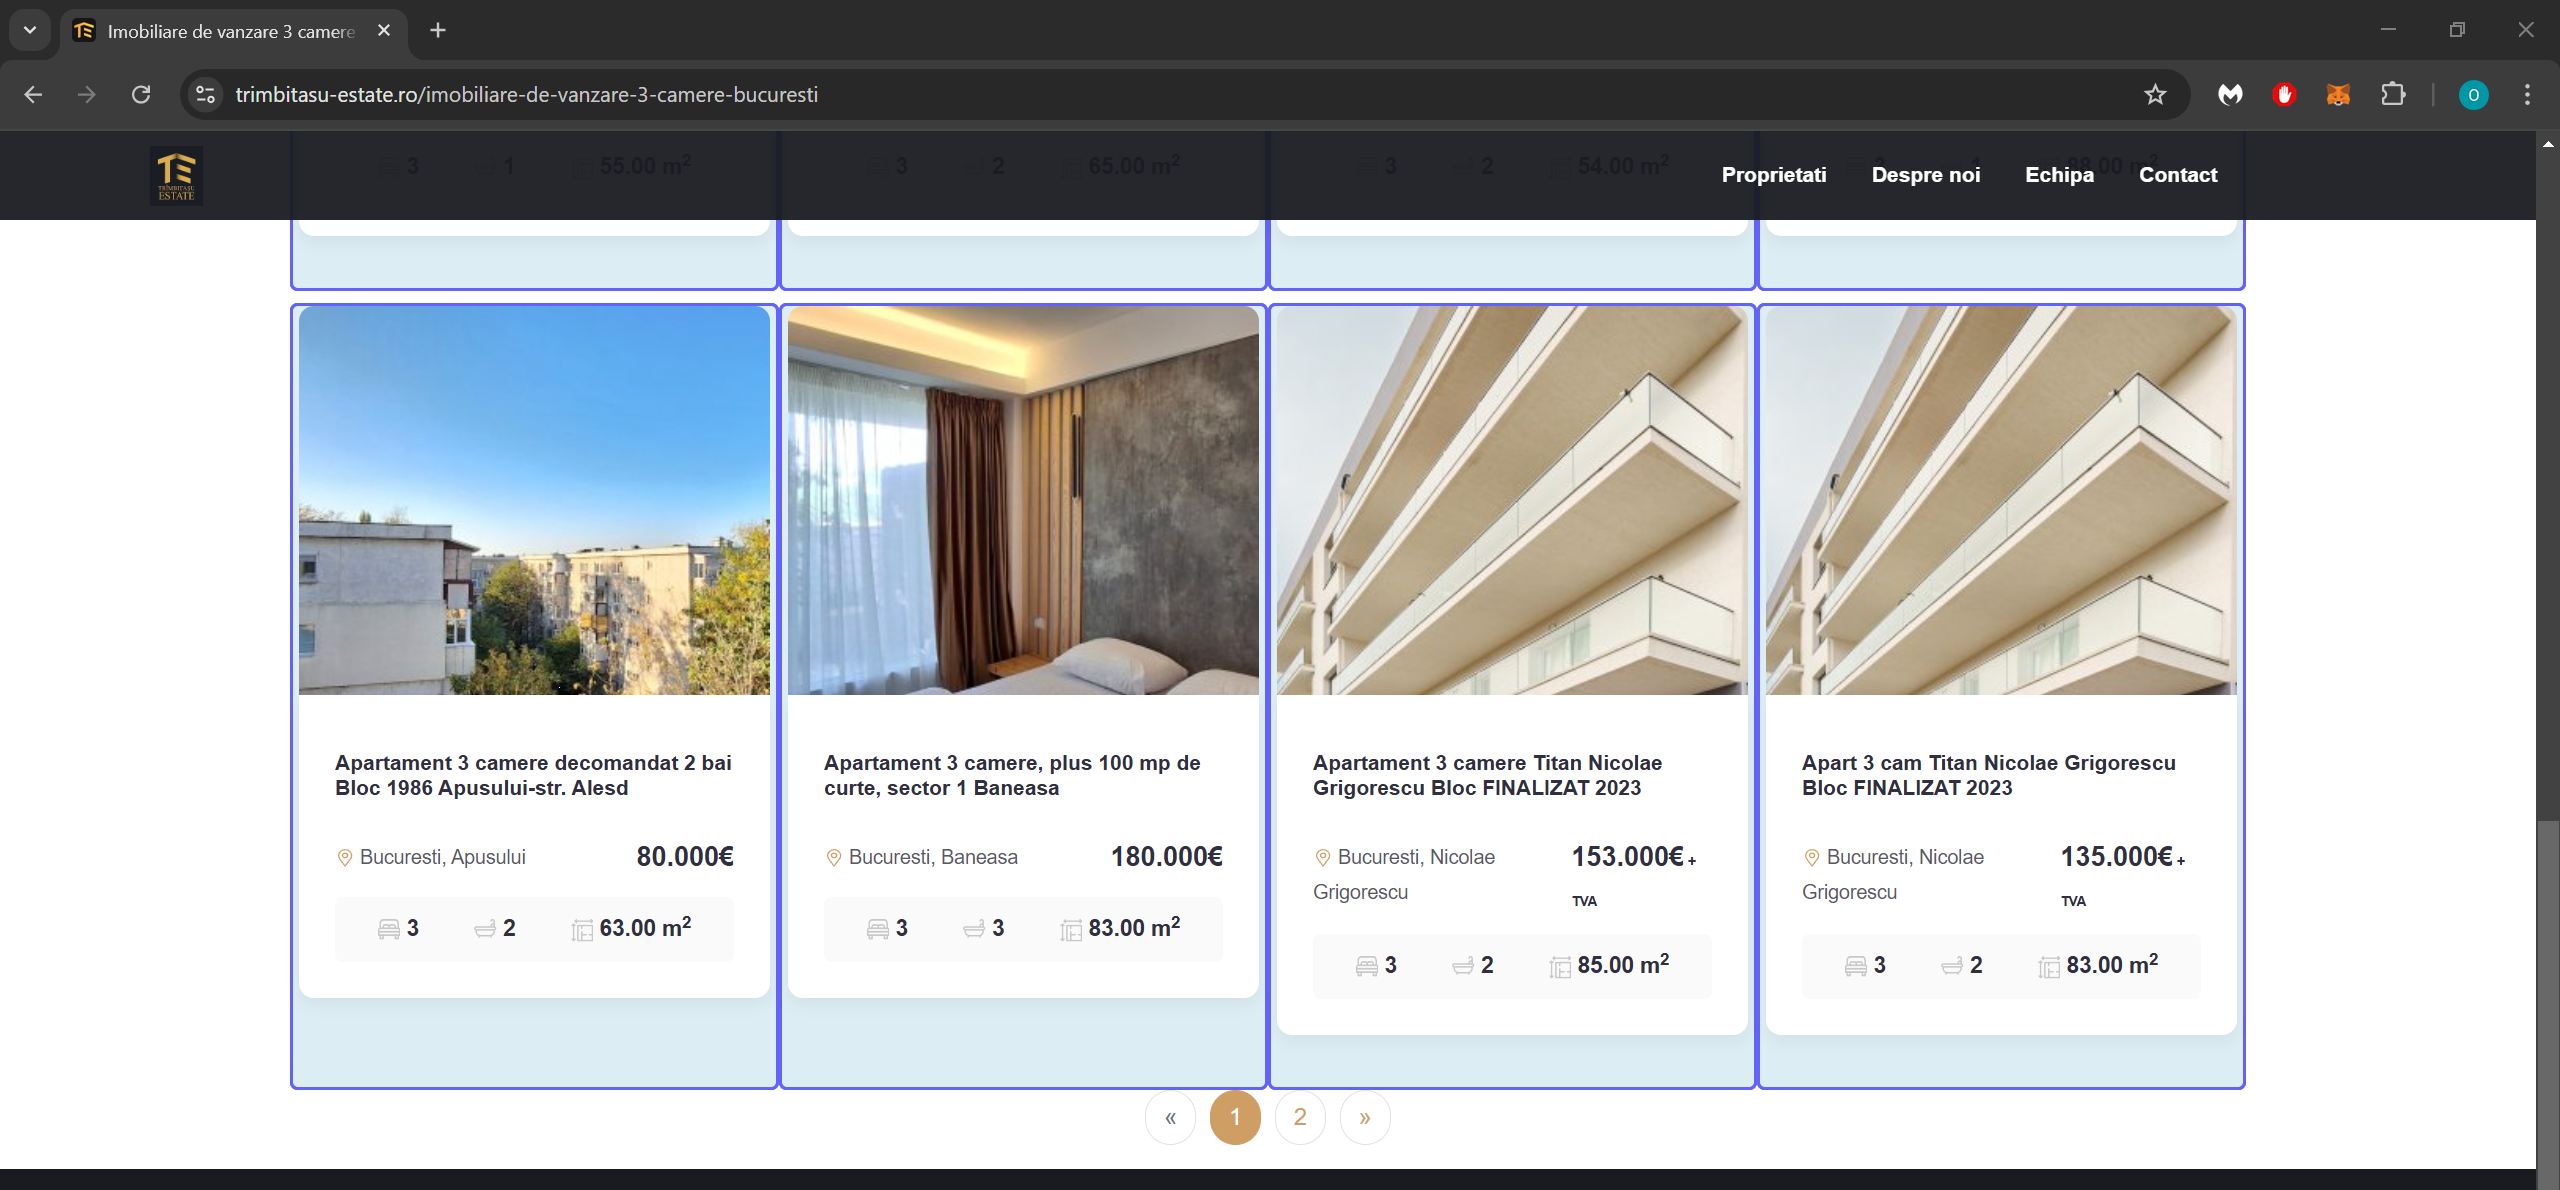 Imobiliare de vanzare 3 camere
trimbitasu-estate.ro/imobiliare-de-vanzare-3-camere-bucuresti
O
TRIMBITAȘU
ESTATE
Proprietati Despre noi Echipa Contact
3 1 55.00 m²
3 2 65.00 m²
3 2 54.00 m²
3 1 88.00 m²
Apartament 3 camere decomandat 2 bai
Bloc 1986 Apusului-str. Alesd
Bucuresti, Apusului 80.000€
3 2 63.00 m²
Apartament 3 camere, plus 100 mp de
curte, sector 1 Baneasa
Bucuresti, Baneasa 180.000€
3 3 83.00 m²
Apartament 3 camere Titan Nicolae
Grigorescu Bloc FINALIZAT 2023
Bucuresti, Nicolae 153.000€ +
Grigorescu TVA
3 2 85.00 m²
Apart 3 cam Titan Nicolae Grigorescu
Bloc FINALIZAT 2023
Bucuresti, Nicolae 135.000€ +
Grigorescu TVA
3 2 83.00 m²
« 1 2 »